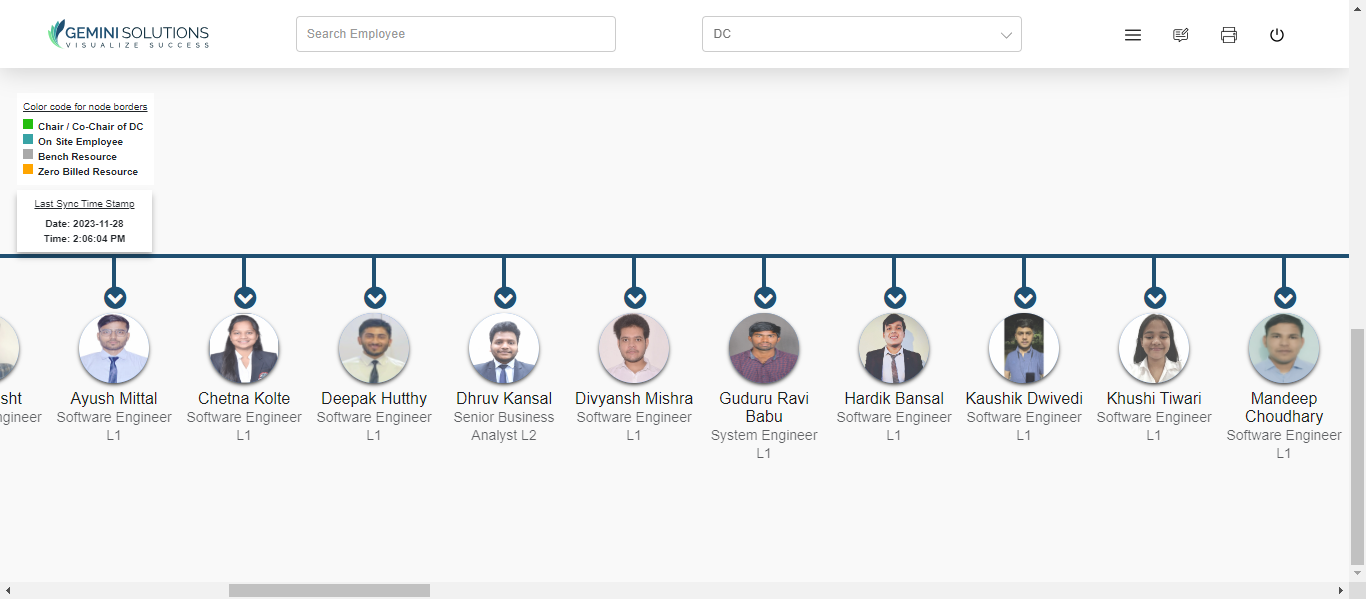 GEMINI SOLUTIONS
VISUALIZE SUCCESS
Search Employee
DC
Color code for node borders
Chair / Co-Chair of DC
On Site Employee
Bench Resource
Zero Billed Resource
Last Sync Time Stamp
Date: 2023-11-28
Time: 2:06:04 PM
sht
gineer
Ayush Mittal
Software Engineer
L1
Chetna Kolte
Software Engineer
L1
Deepak Hutthy
Software Engineer
L1
Dhruv Kansal
Senior Business
Analyst L2
Divyansh Mishra
Software Engineer
L1
Guduru Ravi
Babu
System Engineer
L1
Hardik Bansal
Software Engineer
L1
Kaushik Dwivedi
Software Engineer
L1
Khushi Tiwari
Software Engineer
L1
Mandeep
Choudhary
Software Engineer
L1